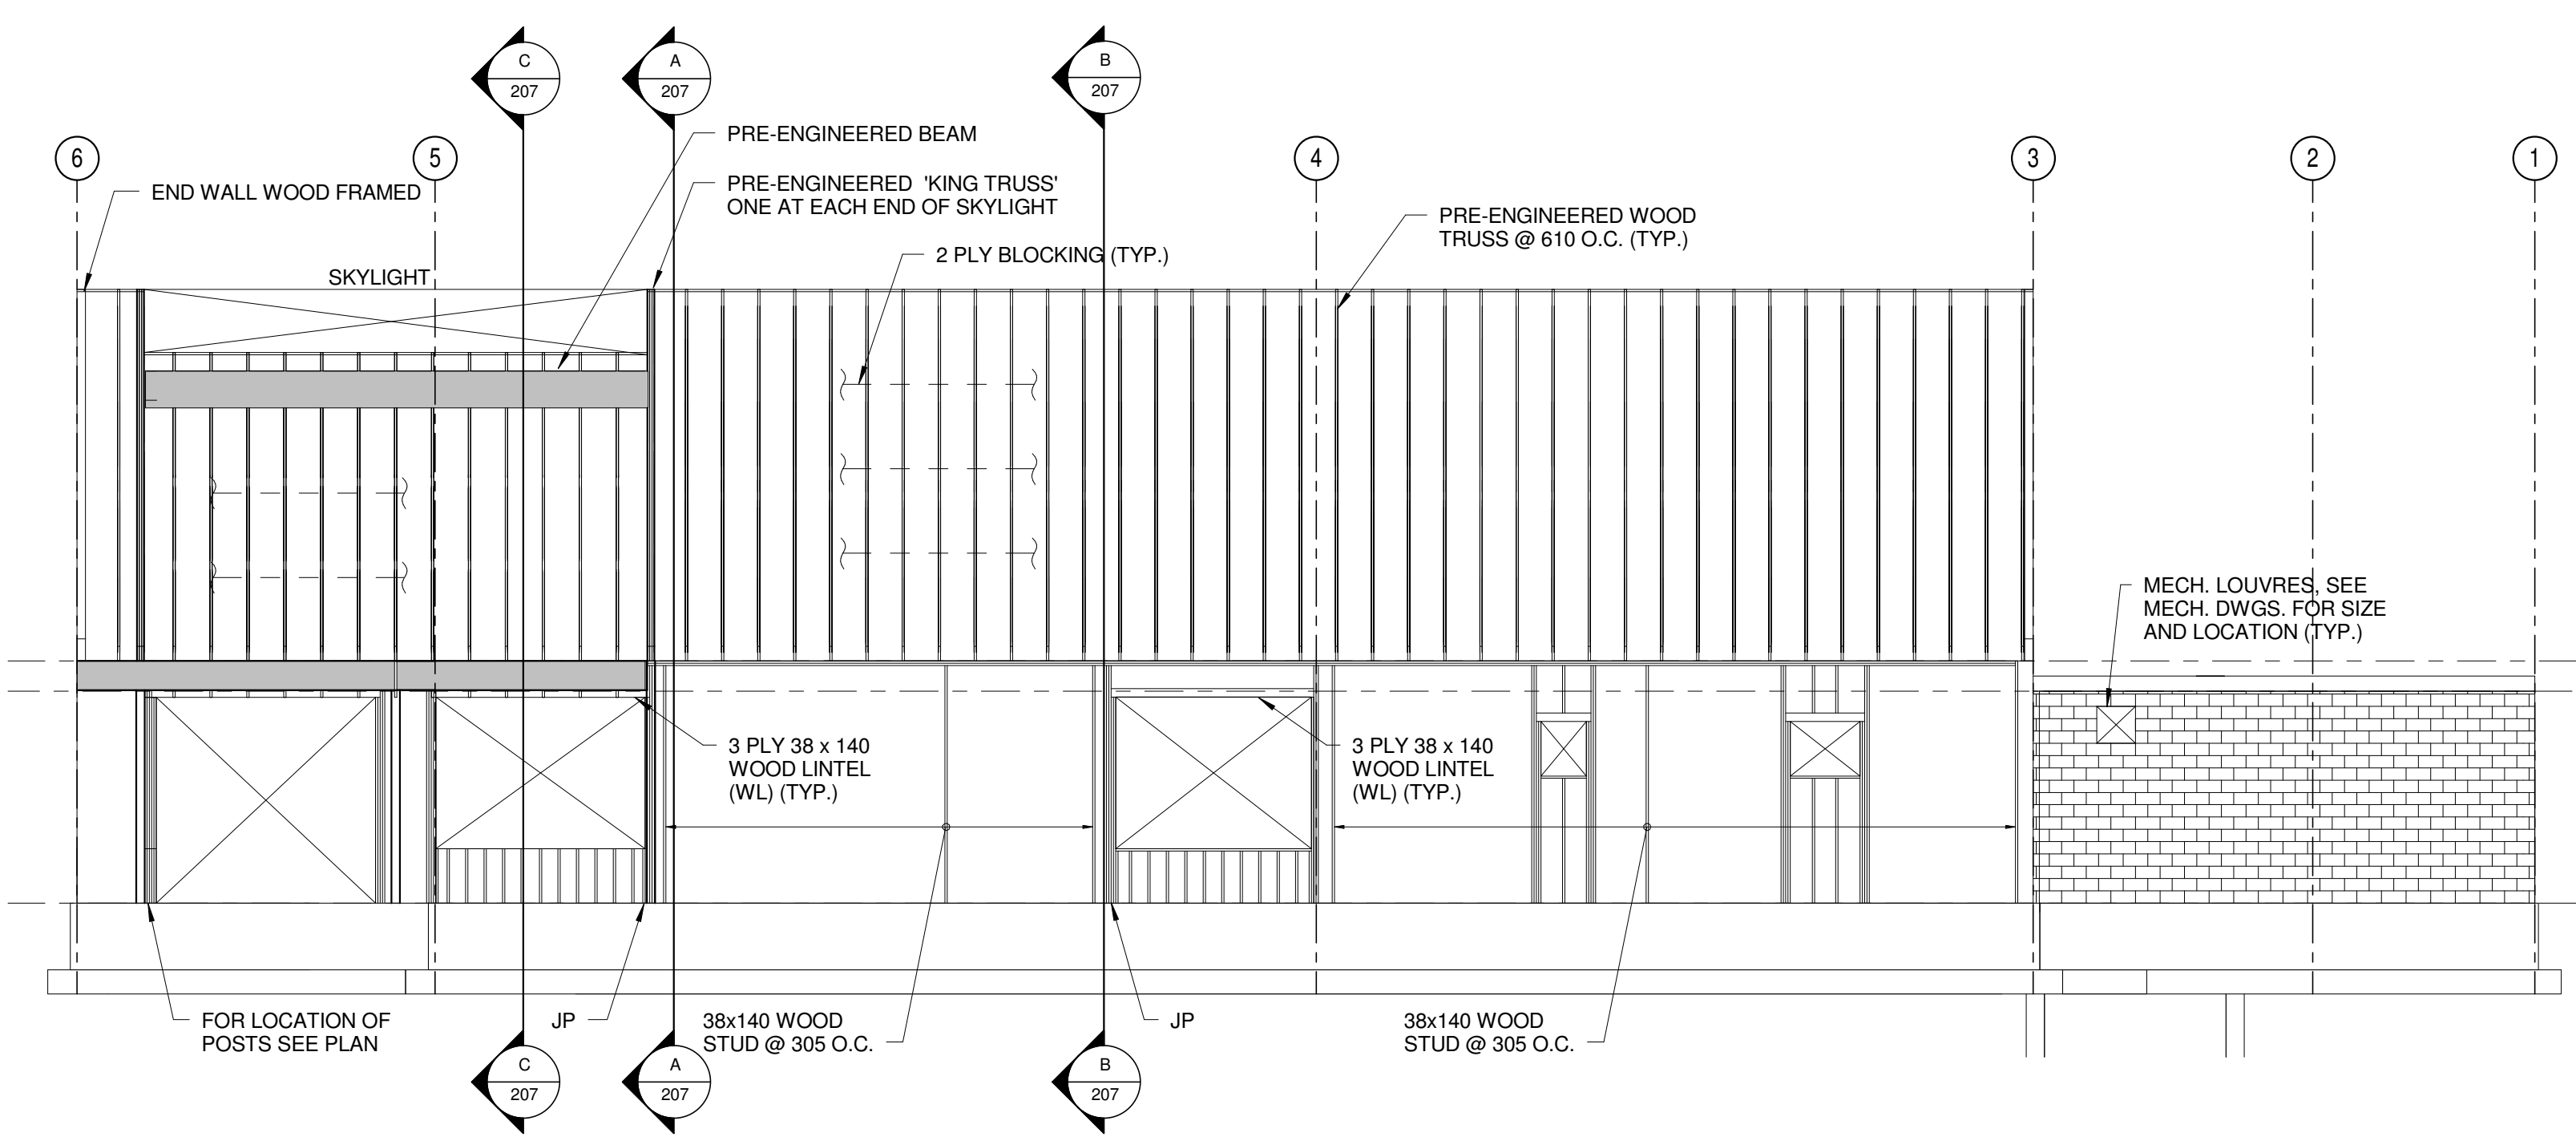 C
207
A
207
B
207
PRE-ENGINEERED BEAM
6
5
4
3
2
1
END WALL WOOD FRAMED
PRE-ENGINEERED 'KING TRUSS'
ONE AT EACH END OF SKYLIGHT
PRE-ENGINEERED WOOD
TRUSS @ 610 O.C. (TYP.)
2 PLY BLOCKING (TYP.)
SKYLIGHT
MECH. LOUVRES, SEE
MECH. DWGS. FOR SIZE
AND LOCATION (TYP.)
3 PLY 38 x 140
WOOD LINTEL
(WL) (TYP.)
3 PLY 38 x 140
WOOD LINTEL
(WL) (TYP.)
FOR LOCATION OF
POSTS SEE PLAN
JP
38x140 WOOD
STUD @ 305 O.C.
JP
38x140 WOOD
STUD @ 305 O.C.
C
207
A
207
B
207